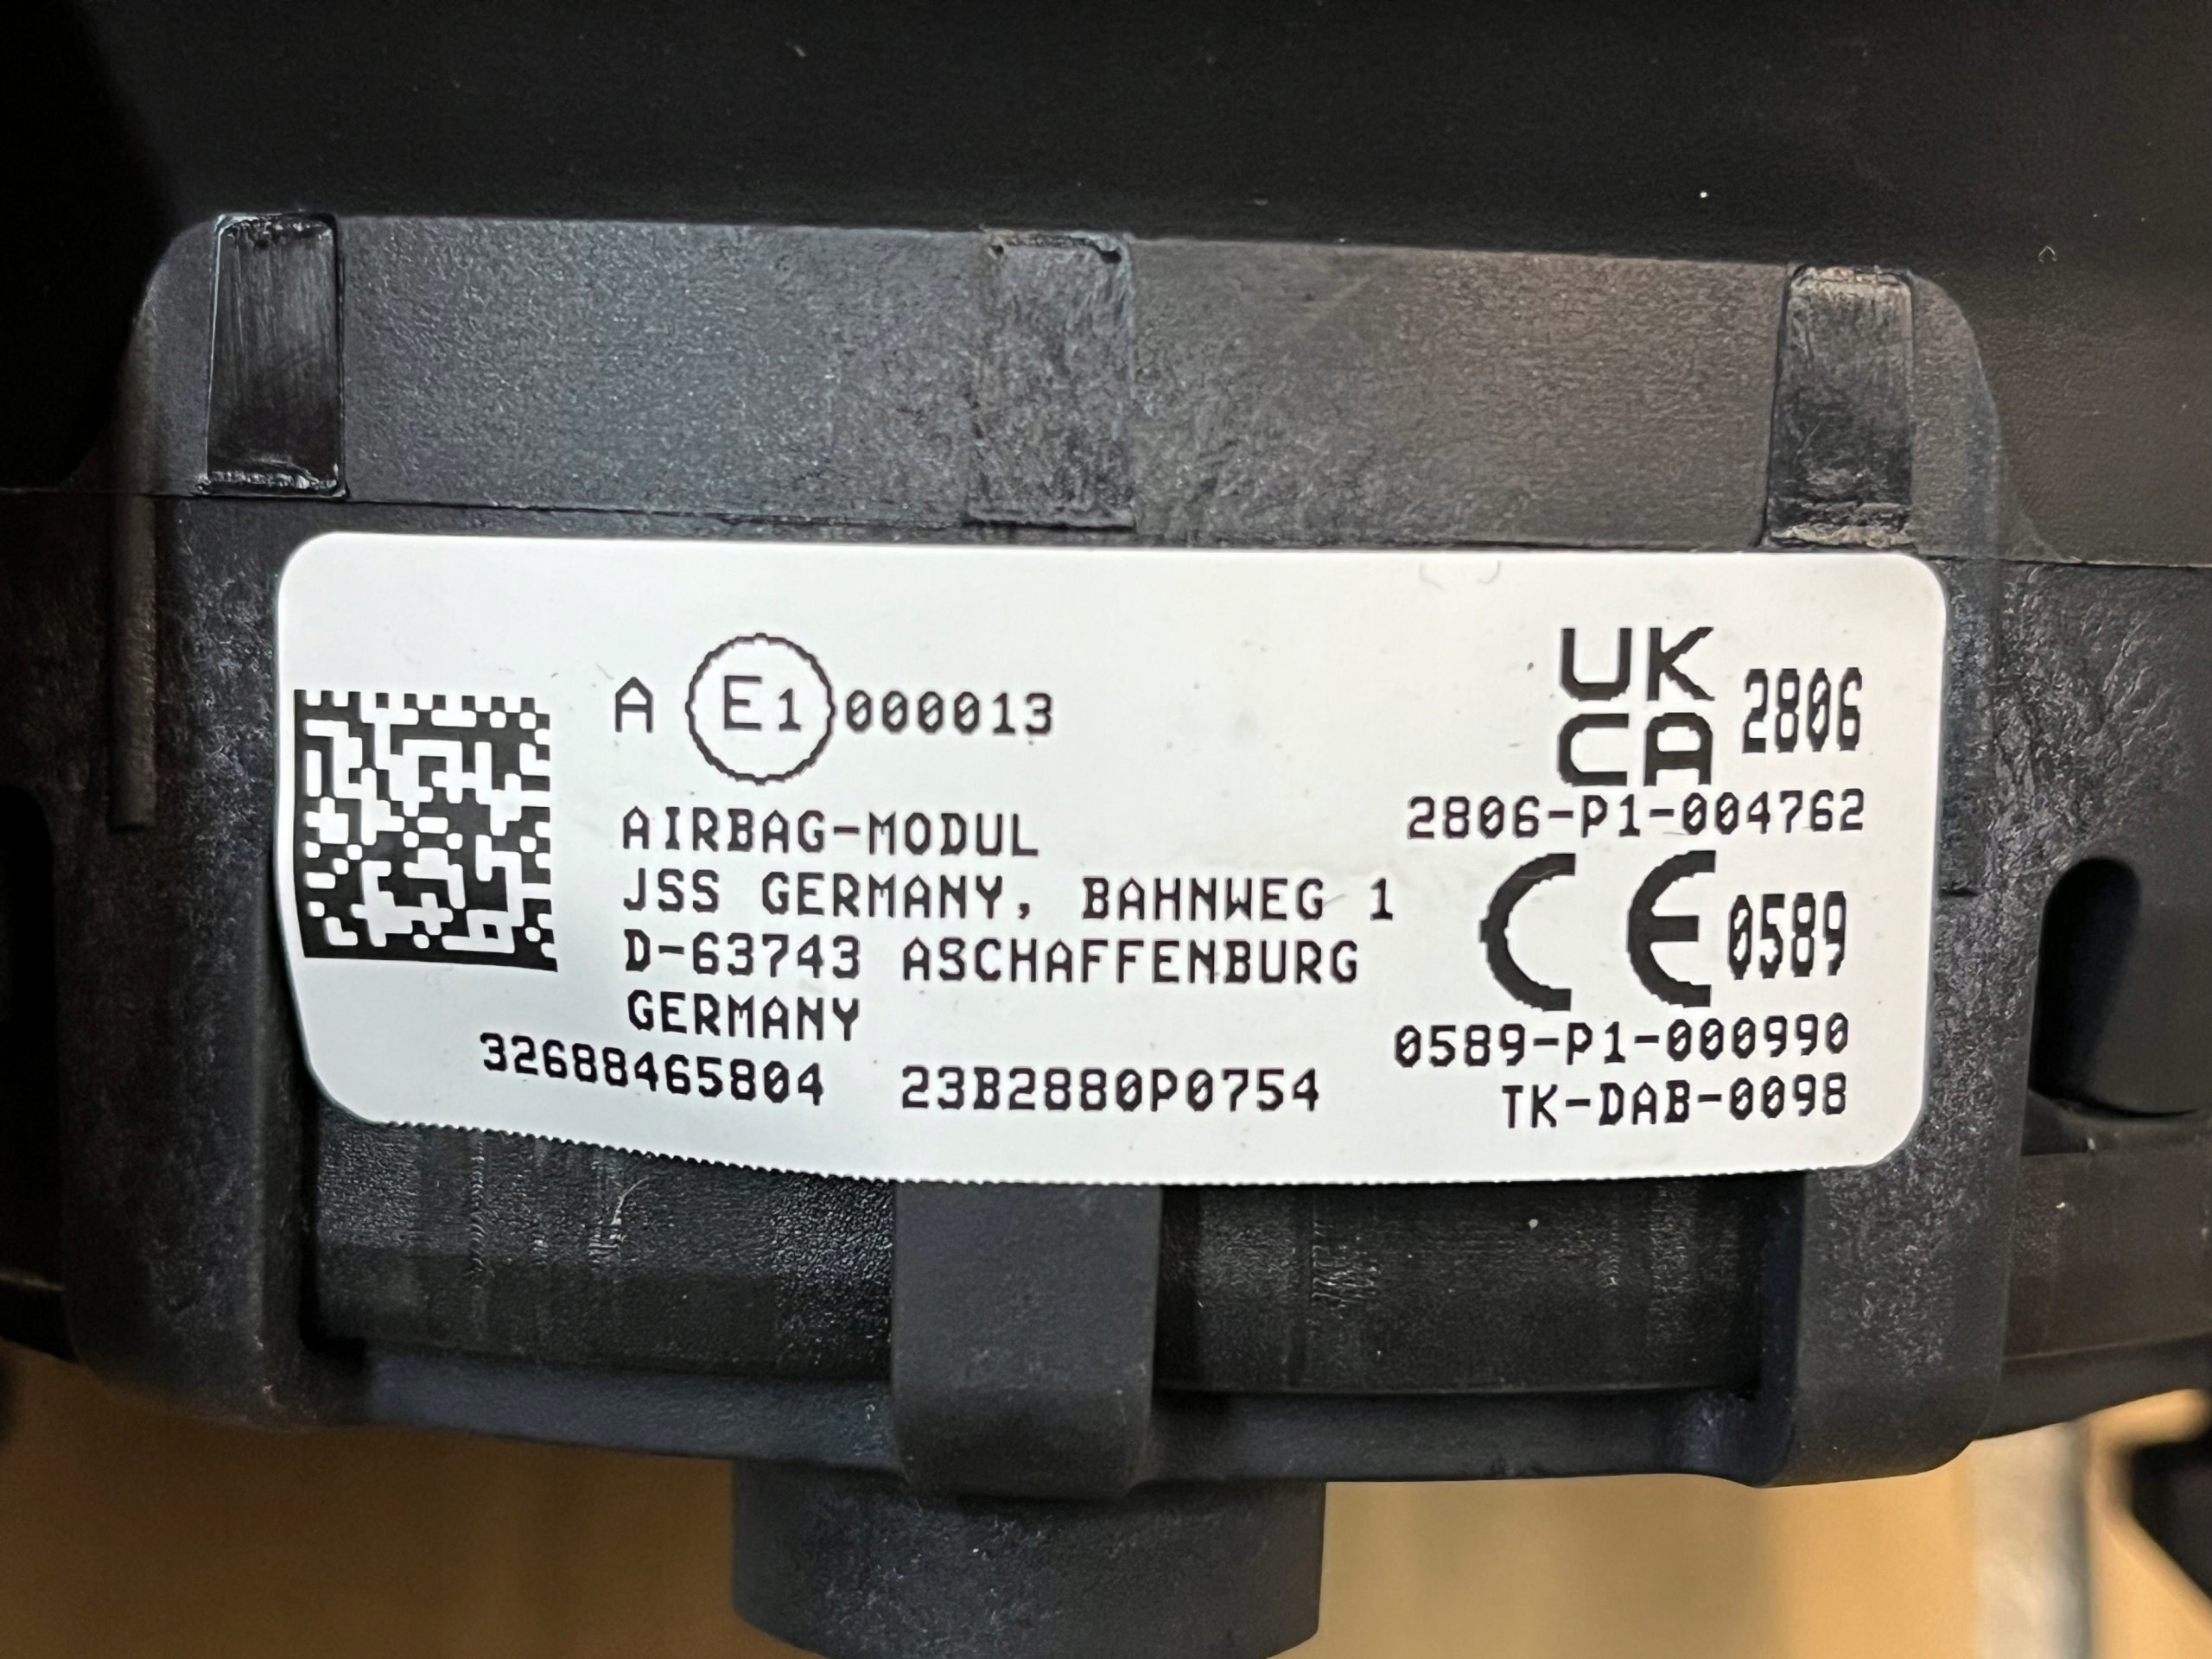 A E1 000013
AIRBAG-MODUL
JSS GERMANY, BAHNWEG 1
D-63743 ASCHAFFENBURG
GERMANY
32688465804 23B2880P0754
UK
CA 2806
2806-P1-004762
CE 0589
0589-P1-000990
TK-DAB-0098